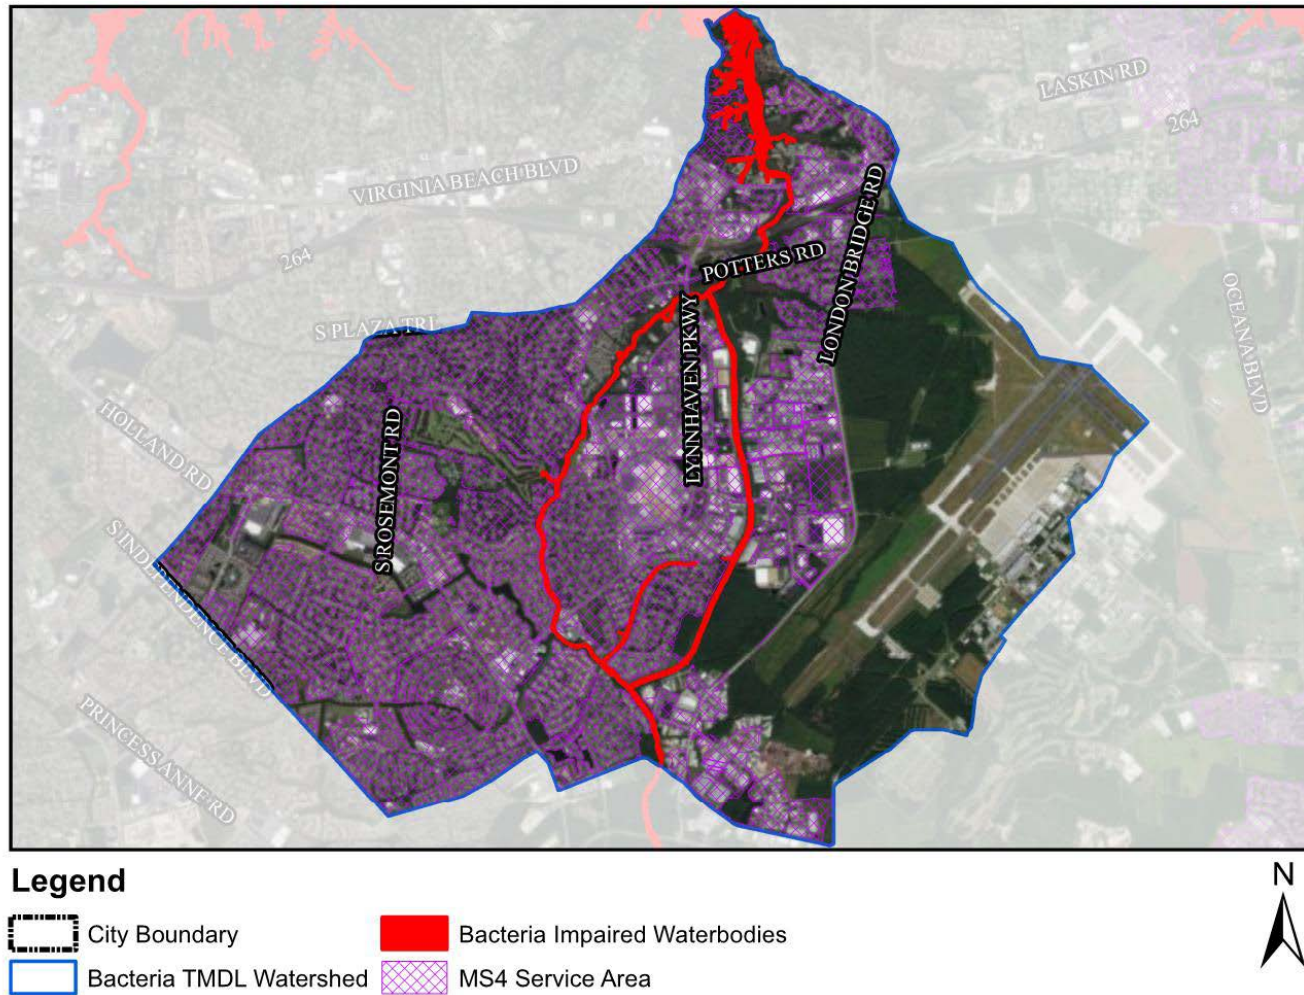 LASKIN RD
264
VIRGINIA BEACH BLVD
LONDON BRIDGE RD
264
POTTERS RD
S PLAZA TRL
LYNNHAVEN PKWY
OCEANA BLVD
HOLLAND RD
S ROSEMONT RD
S INDEPENDENCE BLVD
PRINCESS ANNE RD
Legend
N
City Boundary
Bacteria Impaired Waterbodies
Bacteria TMDL Watershed
MS4 Service Area